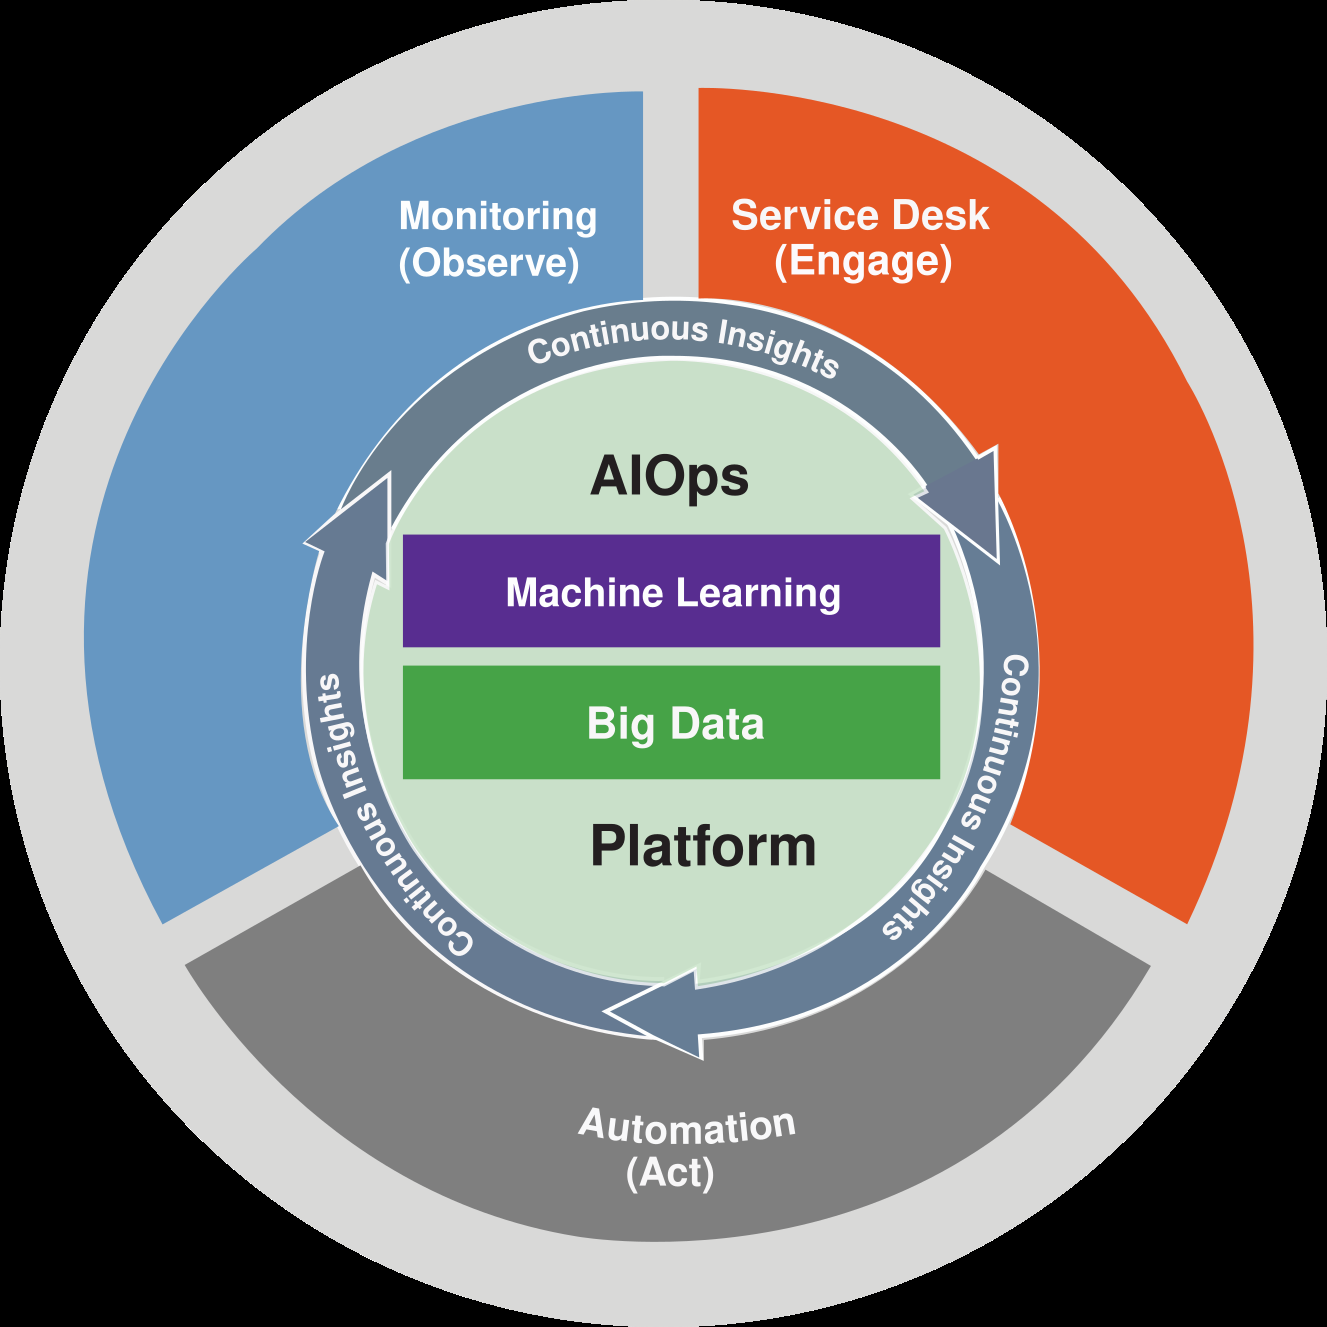 Monitoring
(Observe)
Service Desk
(Engage)
Continuous Insights
AIOps
Machine Learning
Big Data
Platform
Continuous Insights
Continuous Insights
Automation
(Act)